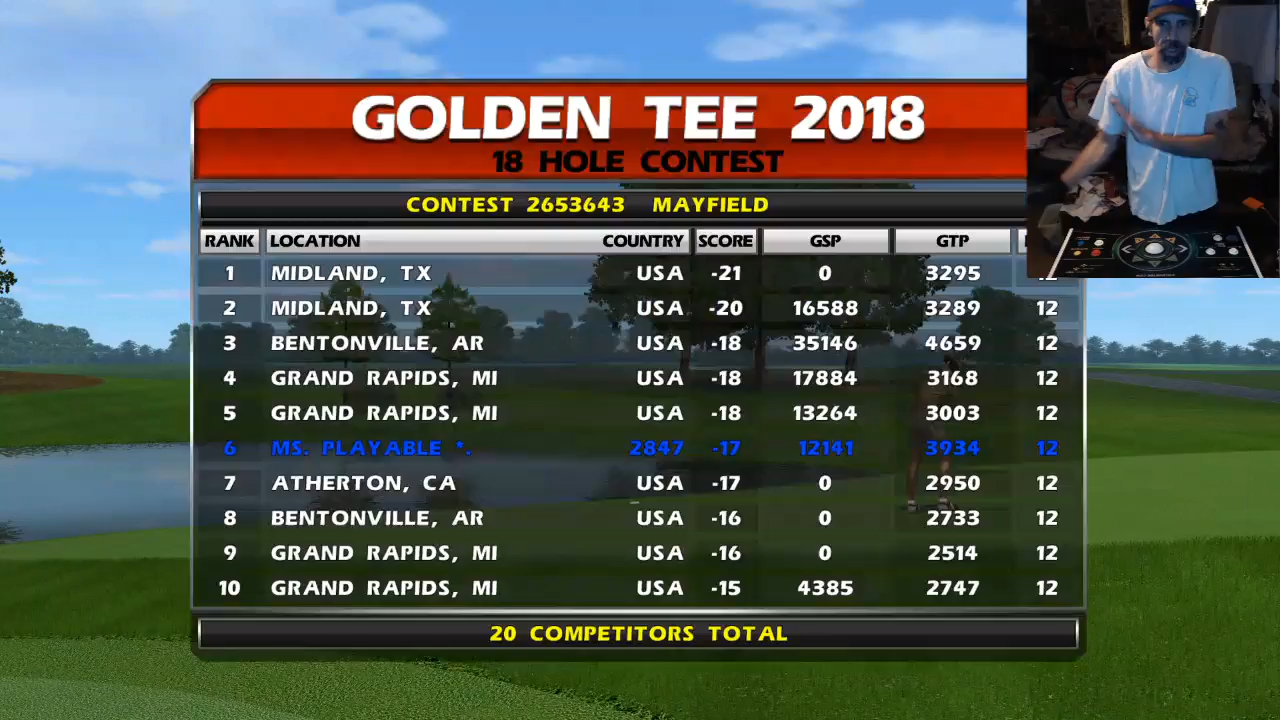 GOLDEN TEE 2018
18 HOLE CONTEST
CONTEST 2653643 MAYFIELD
RANK LOCATION COUNTRY SCORE GSP GTP
1 MIDLAND, TX USA -21 0 3295 12
2 MIDLAND, TX USA -20 16588 3289 12
3 BENTONVILLE, AR USA -18 35146 4659 12
4 GRAND RAPIDS, MI USA -18 17884 3168 12
5 GRAND RAPIDS, MI USA -18 13264 3003 12
6 MS. PLAYABLE *. 2847 -17 12141 3934 12
7 ATHERTON, CA USA -17 0 2950 12
8 BENTONVILLE, AR USA -16 0 2733 12
9 GRAND RAPIDS, MI USA -16 0 2514 12
10 GRAND RAPIDS, MI USA -15 4385 2747 12
20 COMPETITORS TOTAL